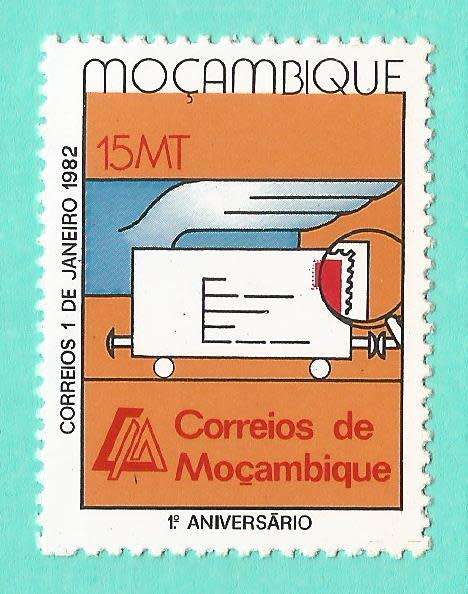 MOÇAMBIQUE
15MT
CORREIOS 1 DE JANEIRO 1982
Correios de
Moçambique
1º ANIVERSÁRIO